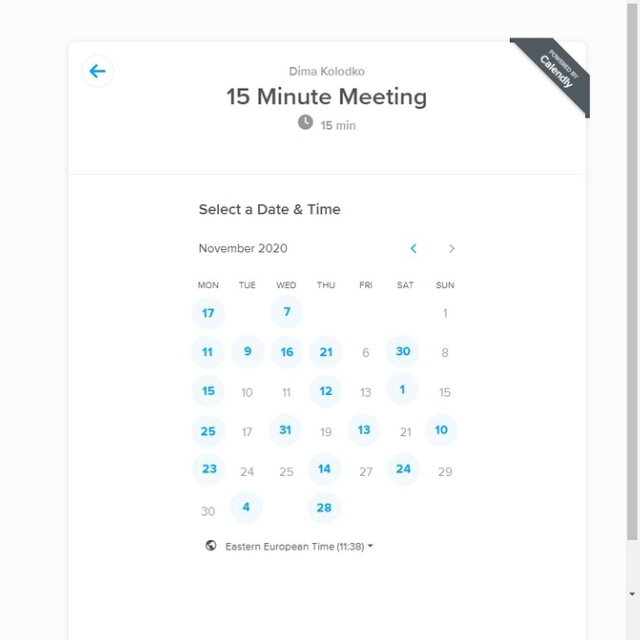 Dima Kolodko
POWERED BY
Calendly
15 Minute Meeting
15 min
Select a Date & Time
November 2020
MON TUE WED THU FRI SAT SUN
17 7 1
11 9 16 21 6 30 8
15 10 11 12 13 1 15
25 17 31 19 13 21 10
23 24 25 14 27 24 29
30 4 28
Eastern European Time (11:38)